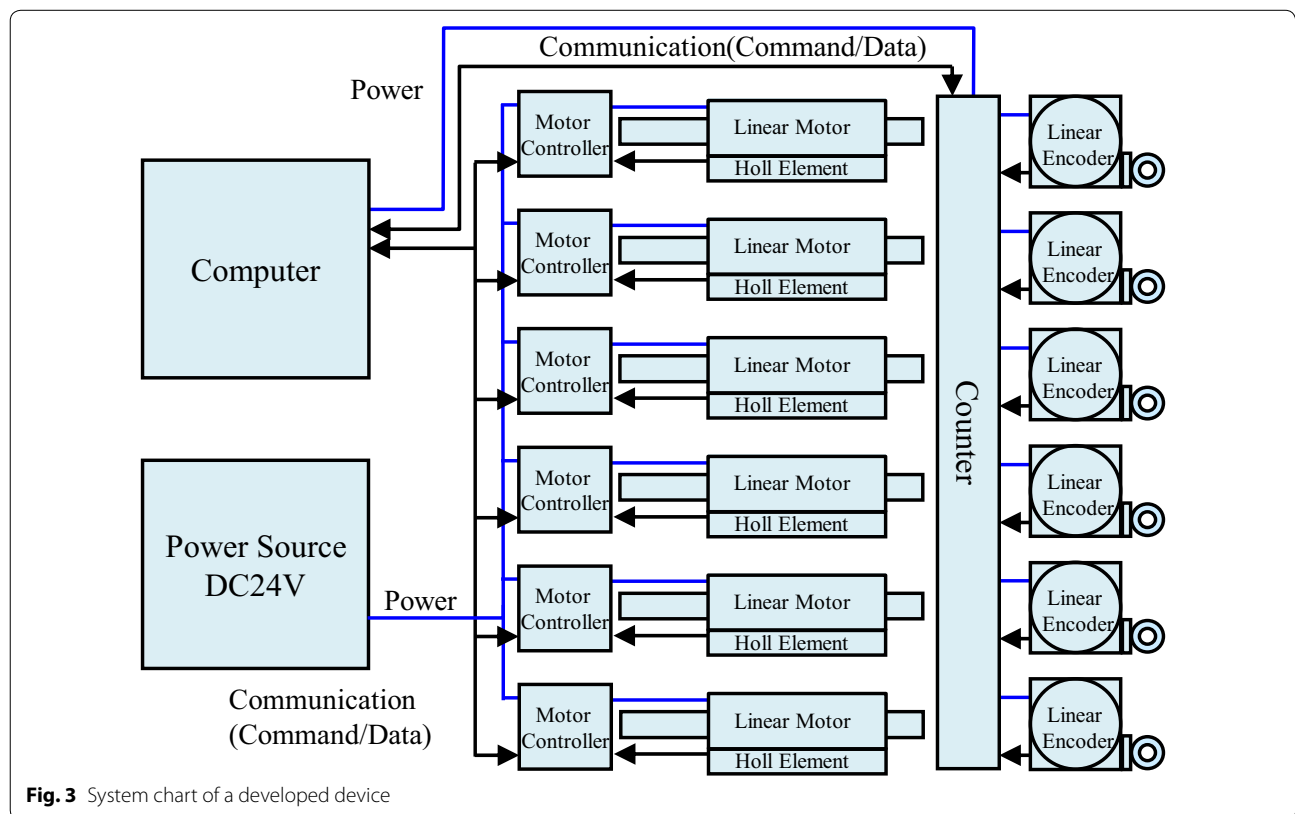 Communication(Command/Data)
Power
Computer
Power Source
DC24V
Power
Communication
(Command/Data)
Motor
Controller
Linear Motor
Holl Element
Motor
Controller
Linear Motor
Holl Element
Motor
Controller
Linear Motor
Holl Element
Motor
Controller
Linear Motor
Holl Element
Motor
Controller
Linear Motor
Holl Element
Motor
Controller
Linear Motor
Holl Element
Counter
Linear
Encoder
Linear
Encoder
Linear
Encoder
Linear
Encoder
Linear
Encoder
Linear
Encoder
Fig. 3 System chart of a developed device